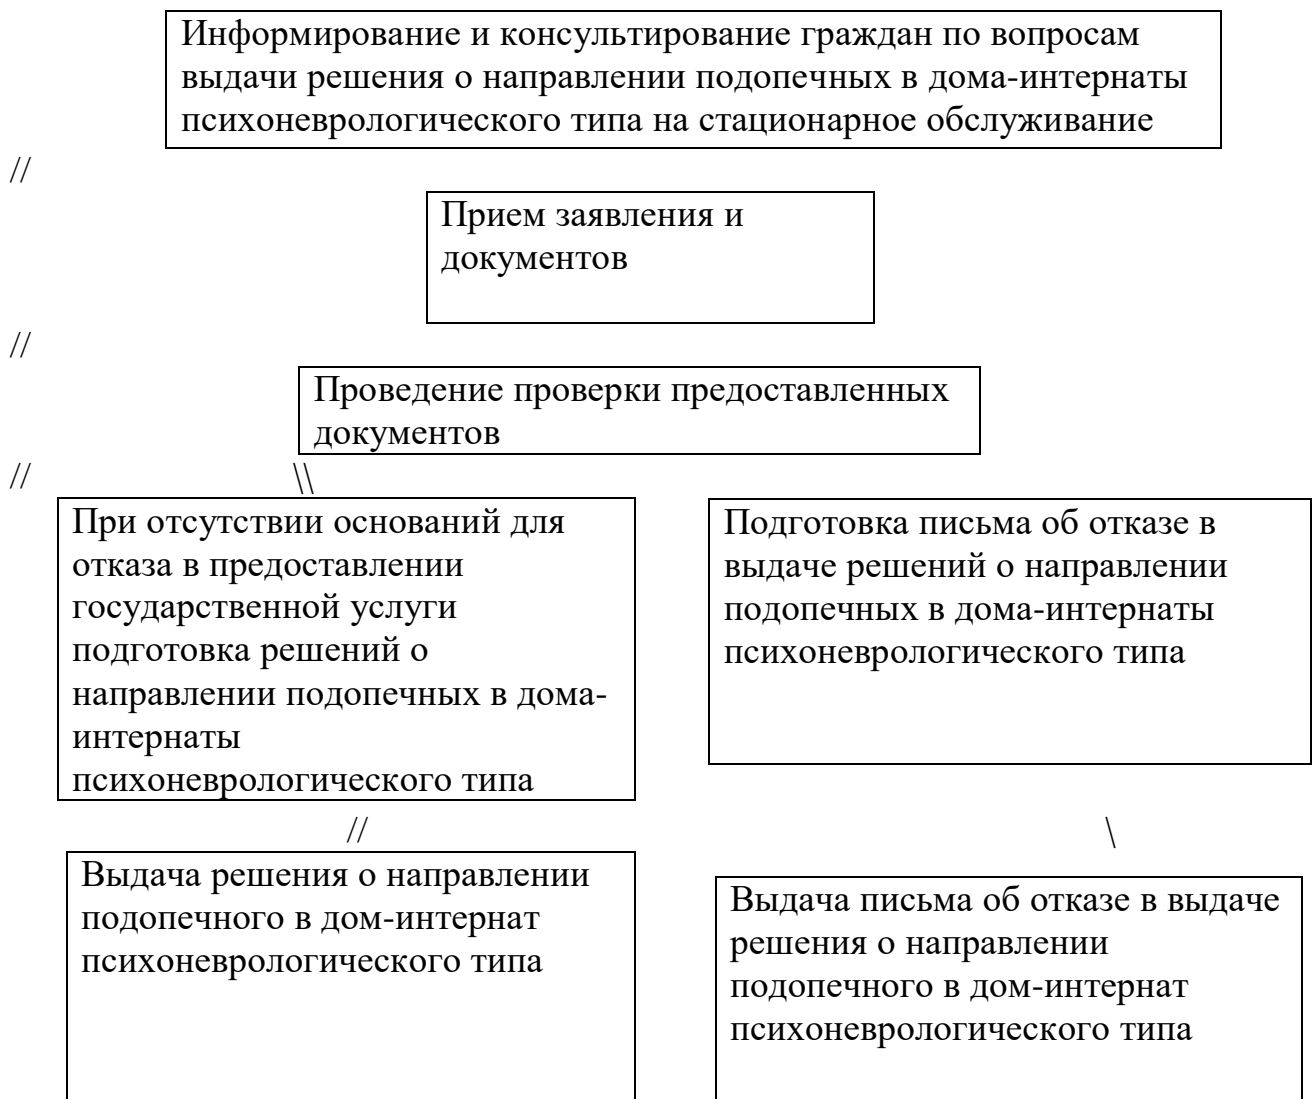 Информирование и консультирование граждан по вопросам
выдачи решения о направлении подопечных в дома-интернаты
психоневрологического типа на стационарное обслуживание
//
Прием заявления и
документов
//
Проведение проверки предоставленных
документов
// \\
При отсутствии оснований для
отказа в предоставлении
государственной услуги
подготовка решений о
направлении подопечных в дома-
интернаты
психоневрологического типа
Подготовка письма об отказе в
выдаче решений о направлении
подопечных в дома-интернаты
психоневрологического типа
// \
Выдача решения о направлении
подопечного в дом-интернат
психоневрологического типа
Выдача письма об отказе в выдаче
решения о направлении
подопечного в дом-интернат
психоневрологического типа